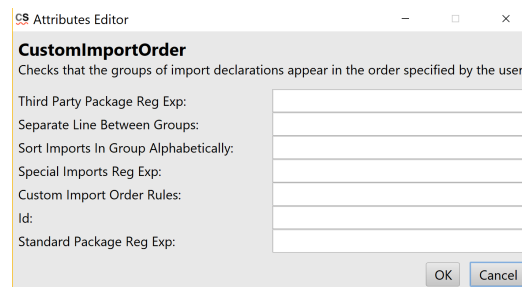 CS Attributes Editor
CustomImportOrder
Checks that the groups of import declarations appear in the order specified by the user
Third Party Package Reg Exp:
Separate Line Between Groups:
Sort Imports In Group Alphabetically:
Special Imports Reg Exp:
Custom Import Order Rules:
Id:
Standard Package Reg Exp:
OK Cancel